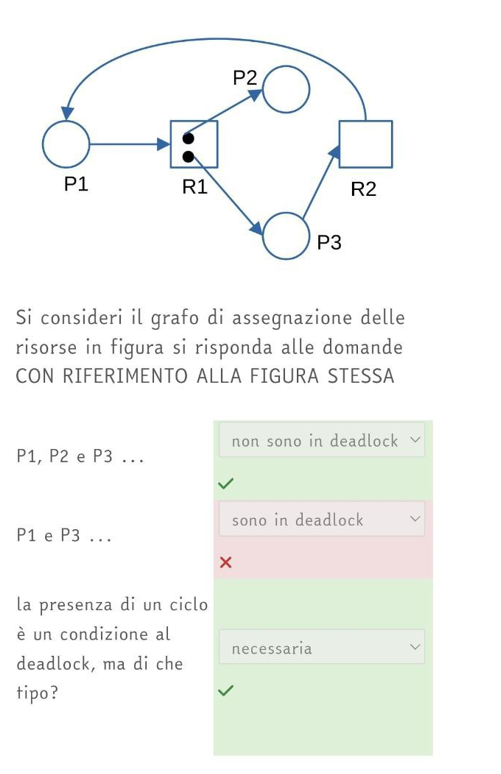 P2
P1
R1
R2
P3
Si consideri il grafo di assegnazione delle
risorse in figura si risponda alle domande
CON RIFERIMENTO ALLA FIGURA STESSA
P1, P2 e P3 ...
non sono in deadlock
P1 e P3 ...
sono in deadlock
la presenza di un ciclo
è un condizione al
deadlock, ma di che
tipo?
necessaria